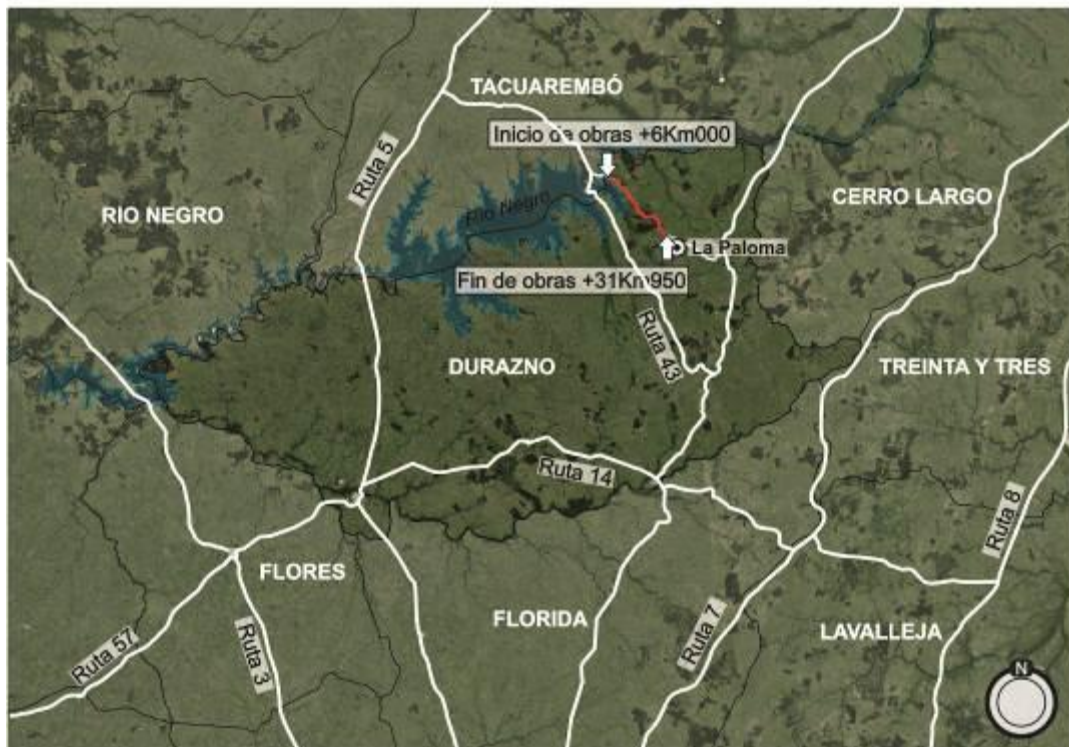 TACUAREMBÓ
Inicio de obras +6Km000
Ruta 5
RIO NEGRO
CERRO LARGO
Rio Negro
La Paloma
Fin de obras +31Km950
Ruta 43
DURAZNO
TREINTA Y TRES
Ruta 14
Ruta 8
FLORES
FLORIDA
Ruta 7
LAVALLEJA
Ruta 57
Ruta 3
N